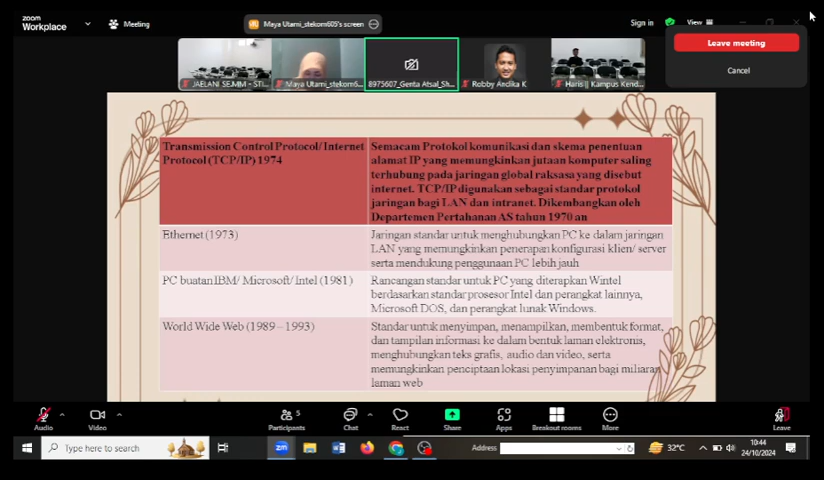 zoom
Workplace
Meeting
Maya Utami_stekom605's screen
Sign in
View
Leave meeting
Cancel
JAELANI SE,MM - STI...
Maya Utami_stekom6...
8975607_Genta Atsal_Sh...
Robby Andika K
Haris || Kampus Kend...
Transmission Control Protocol/ Internet
Protocol (TCP/IP) 1974
Semacam Protokol komunikasi dan skema penentuan
alamat IP yang memungkinkan jutaan komputer saling
terhubung pada jaringan global raksasa yang disebut
internet. TCP/IP digunakan sebagai standar protokol
jaringan bagi LAN dan intranet. Dikembangkan oleh
Departemen Pertahanan AS tahun 1970 an
Ethernet (1973)
Jaringan standar untuk menghubungkan PC ke dalam jaringan
LAN yang memungkinkan penerapan konfigurasi klien/ server
serta mendukung penggunaan PC lebih jauh
PC buatan IBM/ Microsoft/ Intel (1981)
Rancangan standar untuk PC yang diterapkan Wintel
berdasarkan standar prosesor Intel dan perangkat lainnya,
Microsoft DOS, dan perangkat lunak Windows.
World Wide Web (1989 – 1993)
Standar untuk menyimpan, menampilkan, membentuk format,
dan tampilan informasi ke dalam bentuk laman elektronis,
menghubungkan teks grafis, audio dan video, serta
memungkinkan penciptaan lokasi penyimpanan bagi miliaran
laman web
Audio
Video
5
Participants
Chat
React
Share
Apps
Breakout rooms
More
Leave
Type here to search
zm
Address
32°C
10:44
24/10/2024